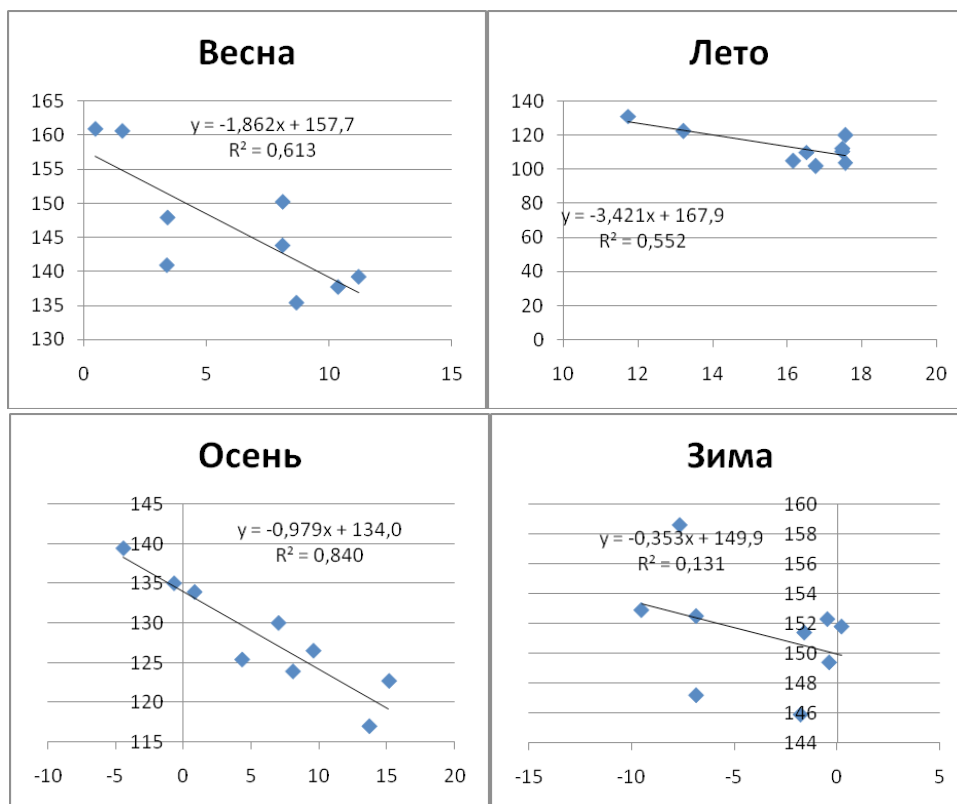 Весна
165
160
155
150
145
140
135
130
0 5 10 15
y = -1,862x + 157,7
R² = 0,613
Лето
140
120
100
80
60
40
20
0
10 12 14 16 18 20
y = -3,421x + 167,9
R² = 0,552
Осень
145
140
135
130
125
120
115
-10 -5 0 5 10 15 20
y = -0,979x + 134,0
R² = 0,840
Зима
160
158
156
154
152
150
148
146
144
-15 -10 -5 0 5
y = -0,353x + 149,9
R² = 0,131